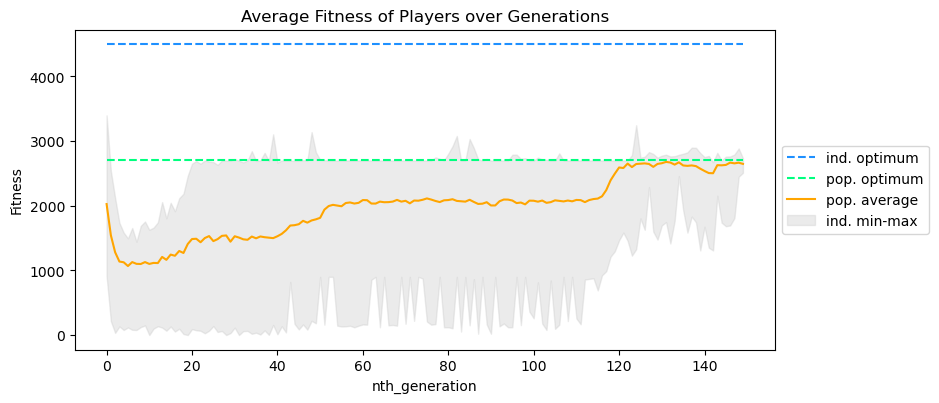 Average Fitness of Players over Generations
Fitness
4000
3000
2000
1000
0
0 20 40 60 80 100 120 140
nth_generation
ind. optimum
pop. optimum
pop. average
ind. min-max